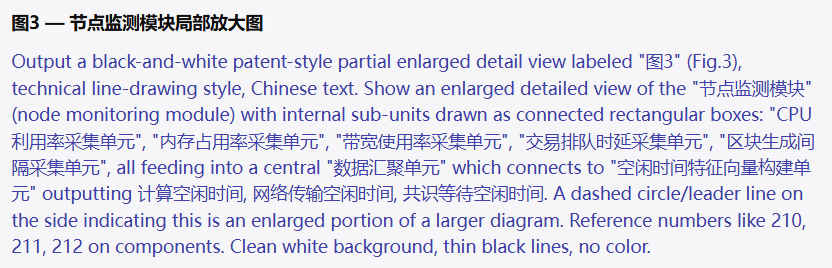 图3 — 节点监测模块局部放大图
Output a black-and-white patent-style partial enlarged detail view labeled "图3" (Fig.3),
technical line-drawing style, Chinese text. Show an enlarged detailed view of the "节点监测模块"
(node monitoring module) with internal sub-units drawn as connected rectangular boxes: "CPU
利用率采集单元", "内存占用率采集单元", "带宽使用率采集单元", "交易排队时延采集单元", "区块生成间
隔采集单元", all feeding into a central "数据汇聚单元" which connects to "空闲时间特征向量构建单
元" outputting 计算空闲时间, 网络传输空闲时间, 共识等待空闲时间. A dashed circle/leader line on
the side indicating this is an enlarged portion of a larger diagram. Reference numbers like 210,
211, 212 on components. Clean white background, thin black lines, no color.